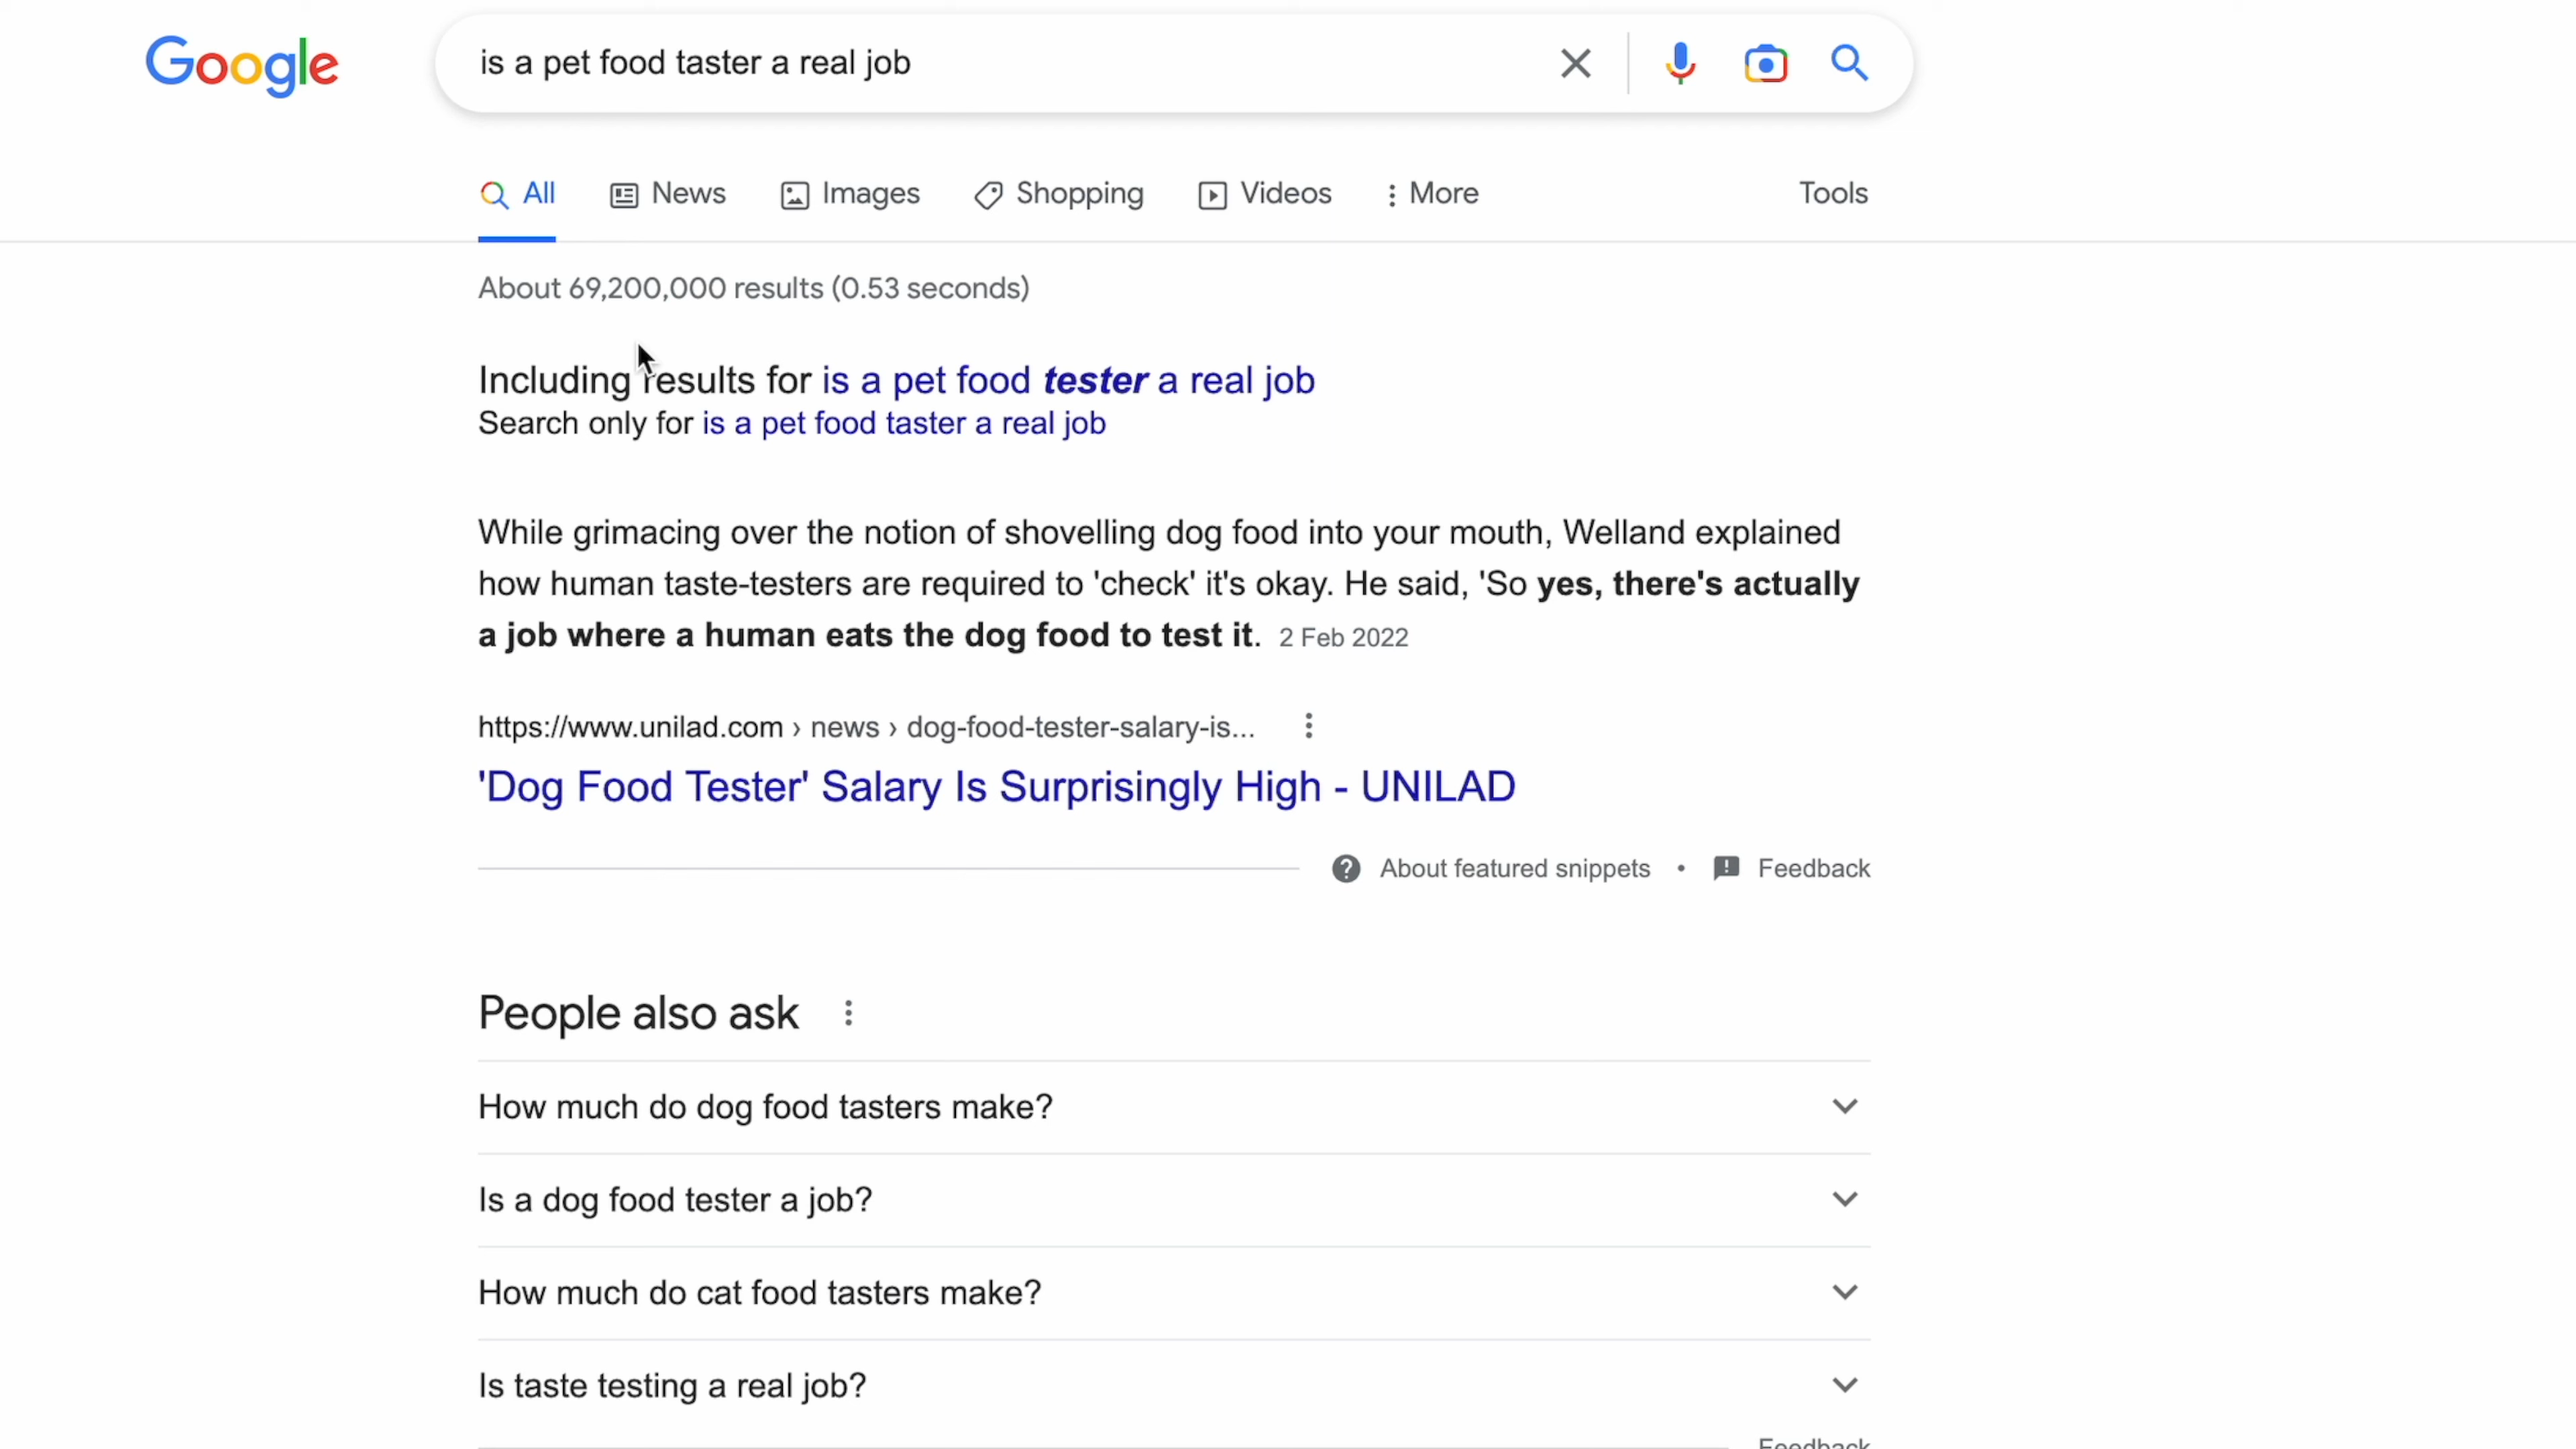 Google
is a pet food taster a real job
All News Images Shopping Videos More Tools
About 69,200,000 results (0.53 seconds)
Including results for is a pet food tester a real job
Search only for is a pet food taster a real job
While grimacing over the notion of shovelling dog food into your mouth, Welland explained
how human taste-testers are required to 'check' it's okay. He said, 'So yes, there's actually
a job where a human eats the dog food to test it. 2 Feb 2022
https://www.unilad.com › news › dog-food-tester-salary-is...
'Dog Food Tester' Salary Is Surprisingly High - UNILAD
About featured snippets • Feedback
People also ask
How much do dog food tasters make?
Is a dog food tester a job?
How much do cat food tasters make?
Is taste testing a real job?
Feedback